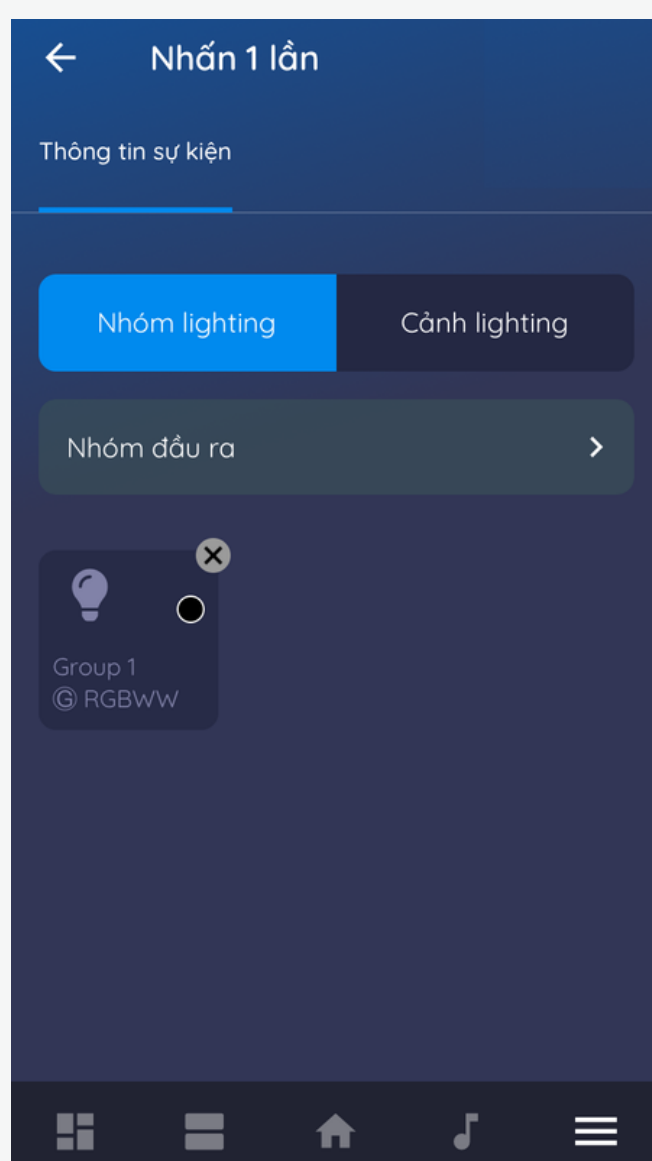 Nhấn 1 lần
Thông tin sự kiện
Nhóm lighting
Cảnh lighting
Nhóm đầu ra
Group 1
Ⓖ RGBWW